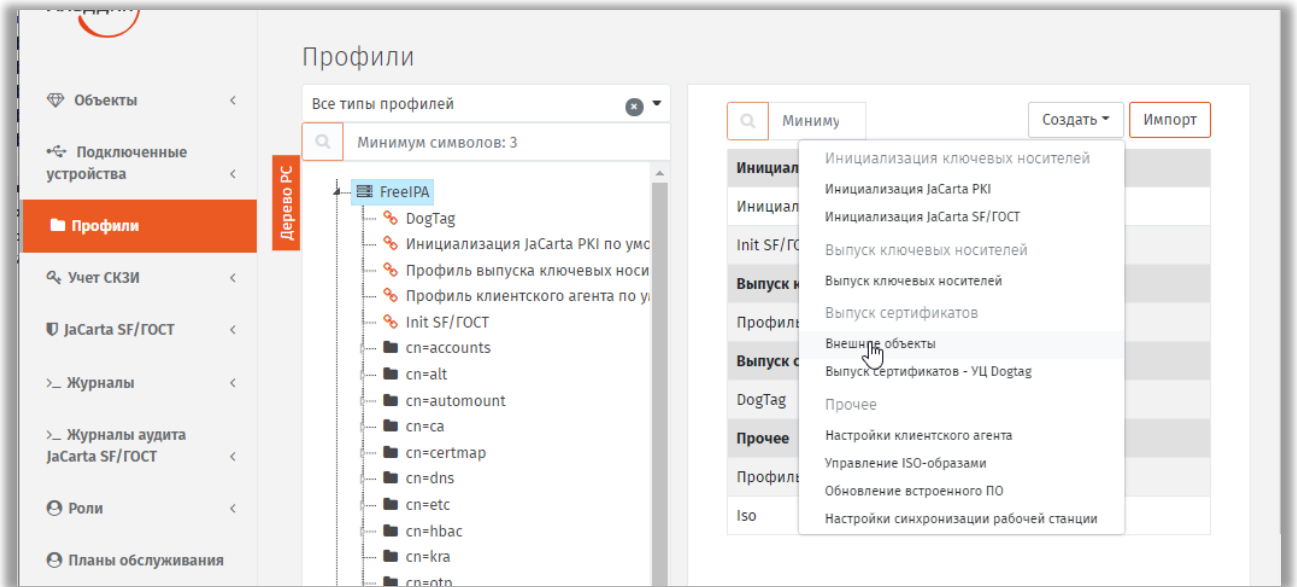 Профили
Объекты
Подключенные
устройства
Профили
Учет СКЗИ
JaCarta SF/ГОСТ
>_ Журналы
>_ Журналы аудита
JaCarta SF/ГОСТ
Роли
Планы обслуживания
Дерево РС
Все типы профилей
Минимум символов: 3
FreeIPA
DogTag
Инициализация JaCarta PKI по умо
Профиль выпуска ключевых носи
Профиль клиентского агента по у
Init SF/ГОСТ
cn=accounts
cn=alt
cn=automount
cn=ca
cn=certmap
cn=dns
cn=etc
cn=hbac
cn=kra
cn=otp
Миниму
Создать
Импорт
Инициал
Инициал
Init SF/ГО
Выпуск к
Профиль
Выпуск с
DogTag
Прочее
Профиль
Iso
Инициализация ключевых носителей
Инициализация JaCarta PKI
Инициализация JaCarta SF/ГОСТ
Выпуск ключевых носителей
Выпуск ключевых носителей
Выпуск сертификатов
Внешние объекты
Выпуск сертификатов - УЦ Dogtag
Прочее
Настройки клиентского агента
Управление ISO-образами
Обновление встроенного ПО
Настройки синхронизации рабочей станции